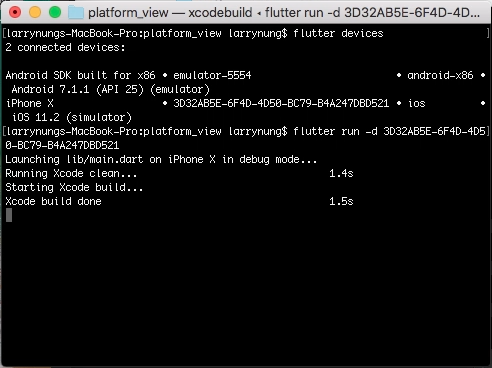 platform_view — xcodebuild ◂ flutter run -d 3D32AB5E-6F4D-4D...
[larrynungs-MacBook-Pro:platform_view larrynung$ flutter devices ]
2 connected devices:
Android SDK built for x86 • emulator-5554 • android-x86 •
Android 7.1.1 (API 25) (emulator)
iPhone X • 3D32AB5E-6F4D-4D50-BC79-B4A247DBD521 • ios •
iOS 11.2 (simulator)
[larrynungs-MacBook-Pro:platform_view larrynung$ flutter run -d 3D32AB5E-6F4D-4D5]
0-BC79-B4A247DBD521
Launching lib/main.dart on iPhone X in debug mode...
Running Xcode clean... 1.4s
Starting Xcode build...
Xcode build done 1.5s